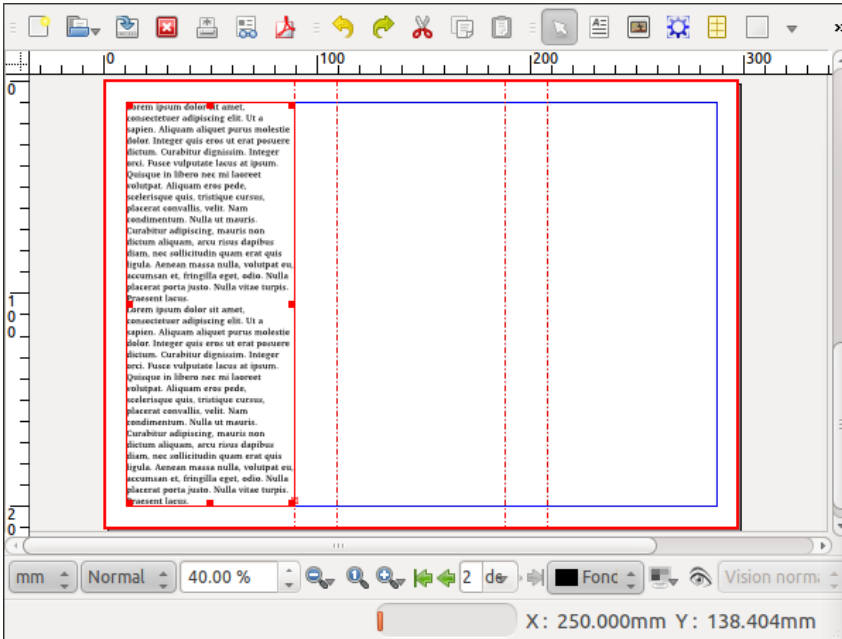 0 100 200 300
0
Lorem ipsum dolor sit amet,
consectetuer adipiscing elit. Ut a
sapien. Aliquam aliquet purus molestie
dolor. Integer quis eros ut erat posuere
dictum. Curabitur dignissim. Integer
orci. Fusce vulputate lacus at ipsum.
Quisque in libero nec mi laoreet
volutpat. Aliquam eros pede,
scelerisque quis, tristique cursus,
placerat convallis, velit. Nam
condimentum. Nulla ut mauris.
Curabitur adipiscing, mauris non
dictum aliquam, arcu risus dapibus
diam, nec sollicitudin quam erat quis
ligula. Aenean massa nulla, volutpat eu,
accumsan et, fringilla eget, odio. Nulla
placerat porta justo. Nulla vitae turpis.
Praesent lacus.
100
Lorem ipsum dolor sit amet,
consectetuer adipiscing elit. Ut a
sapien. Aliquam aliquet purus molestie
dolor. Integer quis eros ut erat posuere
dictum. Curabitur dignissim. Integer
orci. Fusce vulputate lacus at ipsum.
Quisque in libero nec mi laoreet
volutpat. Aliquam eros pede,
scelerisque quis, tristique cursus,
placerat convallis, velit. Nam
condimentum. Nulla ut mauris.
Curabitur adipiscing, mauris non
dictum aliquam, arcu risus dapibus
diam, nec sollicitudin quam erat quis
ligula. Aenean massa nulla, volutpat eu,
accumsan et, fringilla eget, odio. Nulla
placerat porta justo. Nulla vitae turpis.
Praesent lacus.
20
mm Normal 40.00 % 2 de Fonc Vision norma
X: 250.000mm Y: 138.404mm